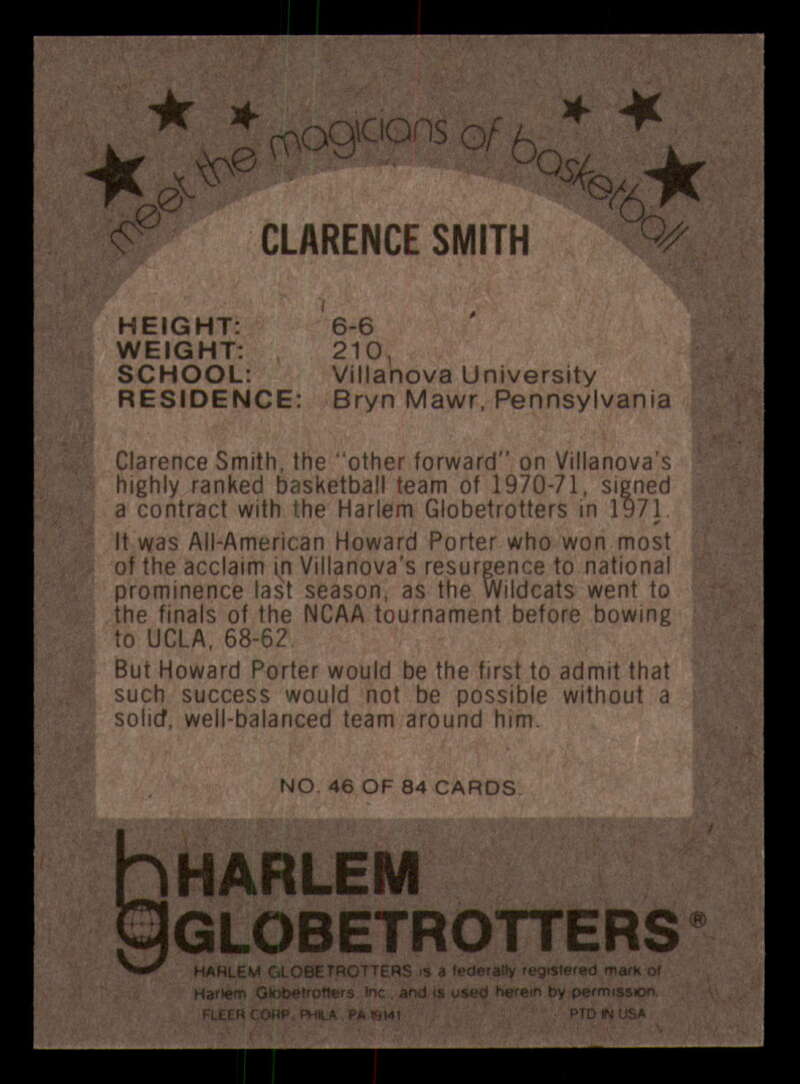 meet the magicians of basketball
CLARENCE SMITH
HEIGHT: 6-6
WEIGHT: 210
SCHOOL: Villanova University
RESIDENCE: Bryn Mawr, Pennsylvania
Clarence Smith, the "other forward" on Villanova's
highly ranked basketball team of 1970-71, signed
a contract with the Harlem Globetrotters in 1971.
It was All-American Howard Porter who won most
of the acclaim in Villanova's resurgence to national
prominence last season, as the Wildcats went to
the finals of the NCAA tournament before bowing
to UCLA, 68-62.
But Howard Porter would be the first to admit that
such success would not be possible without a
solid, well-balanced team around him.
NO. 46 OF 84 CARDS.
hg HARLEM
GLOBETROTTERS®
HARLEM GLOBETROTTERS is a federally registered mark of
Harlem Globetrotters Inc., and is used herein by permission.
FLEER CORP., PHILA., PA 19141 PTD IN USA